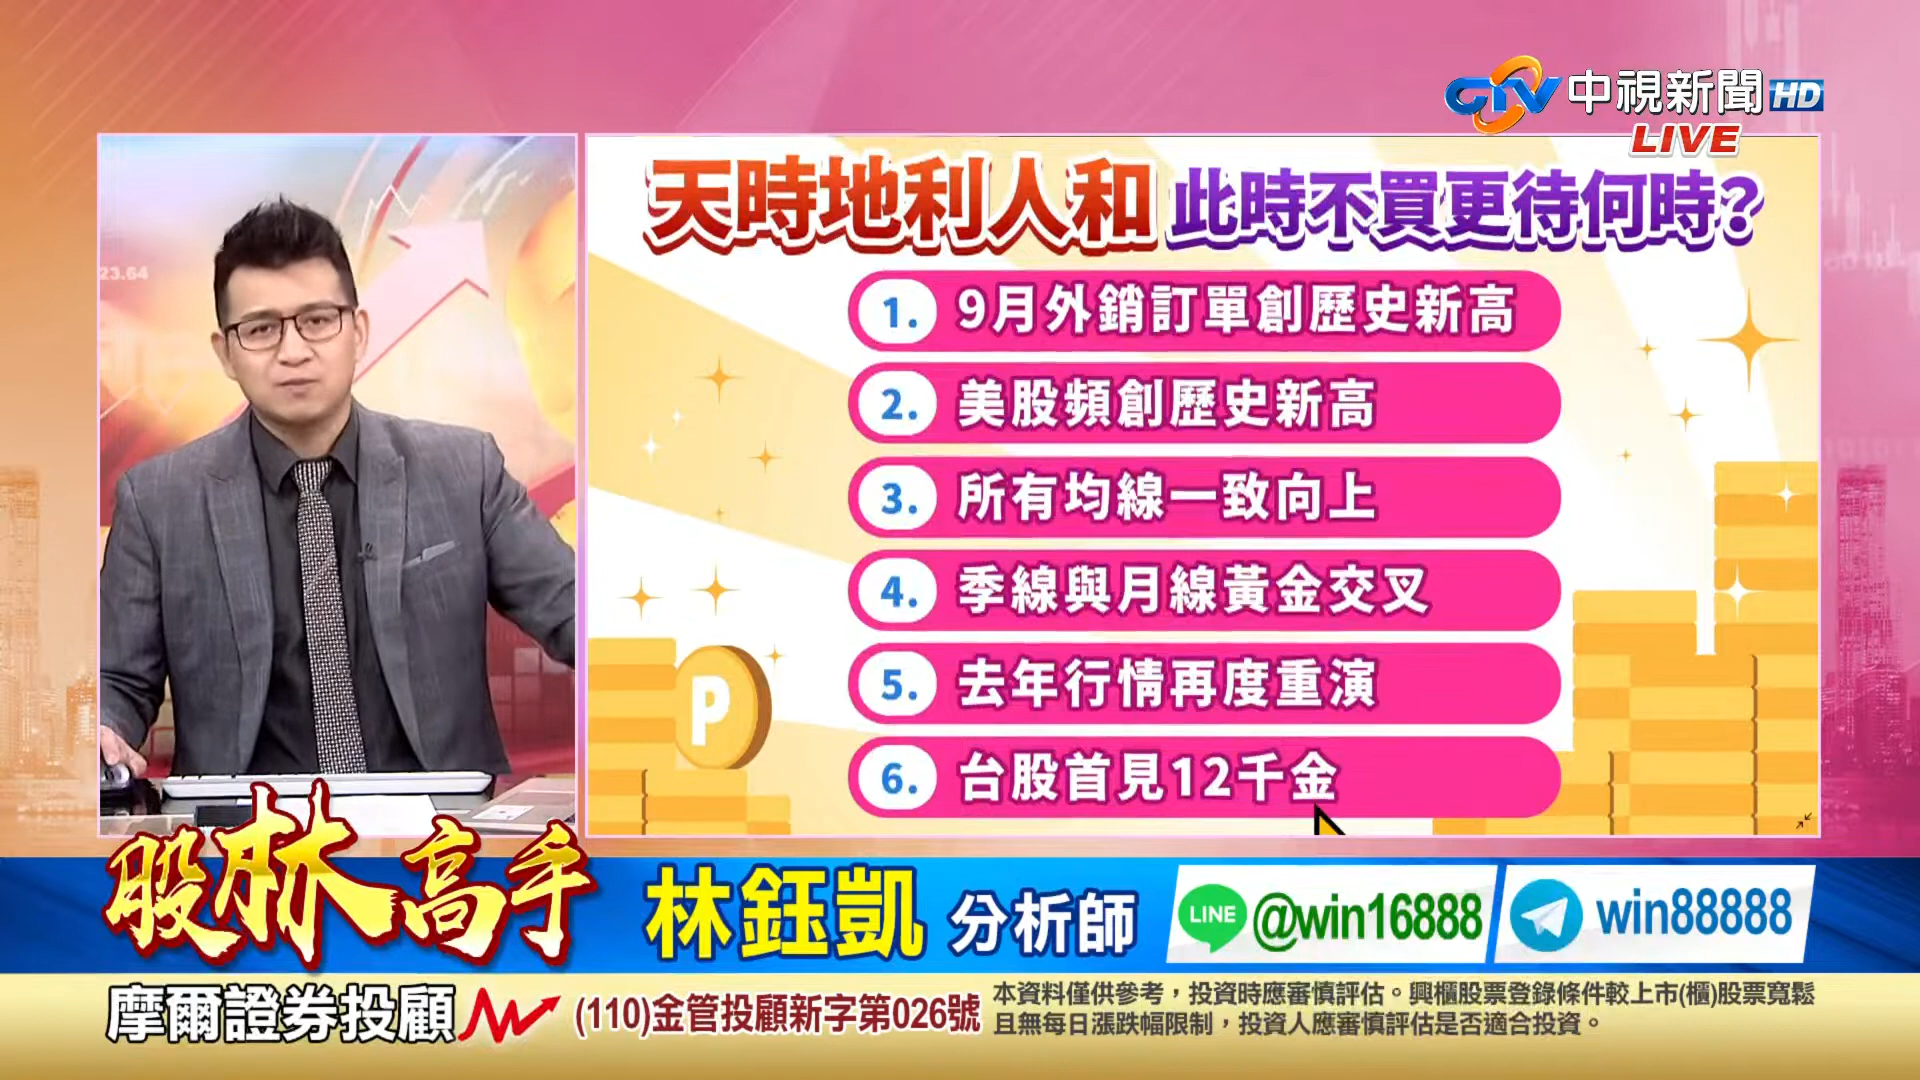 CTV 中視新聞 HD
LIVE
23.64
天時地利人和 此時不買更待何時?
1. 9月外銷訂單創歷史新高
2. 美股頻創歷史新高
3. 所有均線一致向上
4. 季線與月線黃金交叉
5. 去年行情再度重演
6. 台股首見12千金
P
股林高手
林鈺凱 分析師
LINE @win16888
win88888
摩爾證券投顧
(110)金管投顧新字第026號
本資料僅供參考，投資時應審慎評估。興櫃股票登錄條件較上市(櫃)股票寬鬆
且無每日漲跌幅限制，投資人應審慎評估是否適合投資。